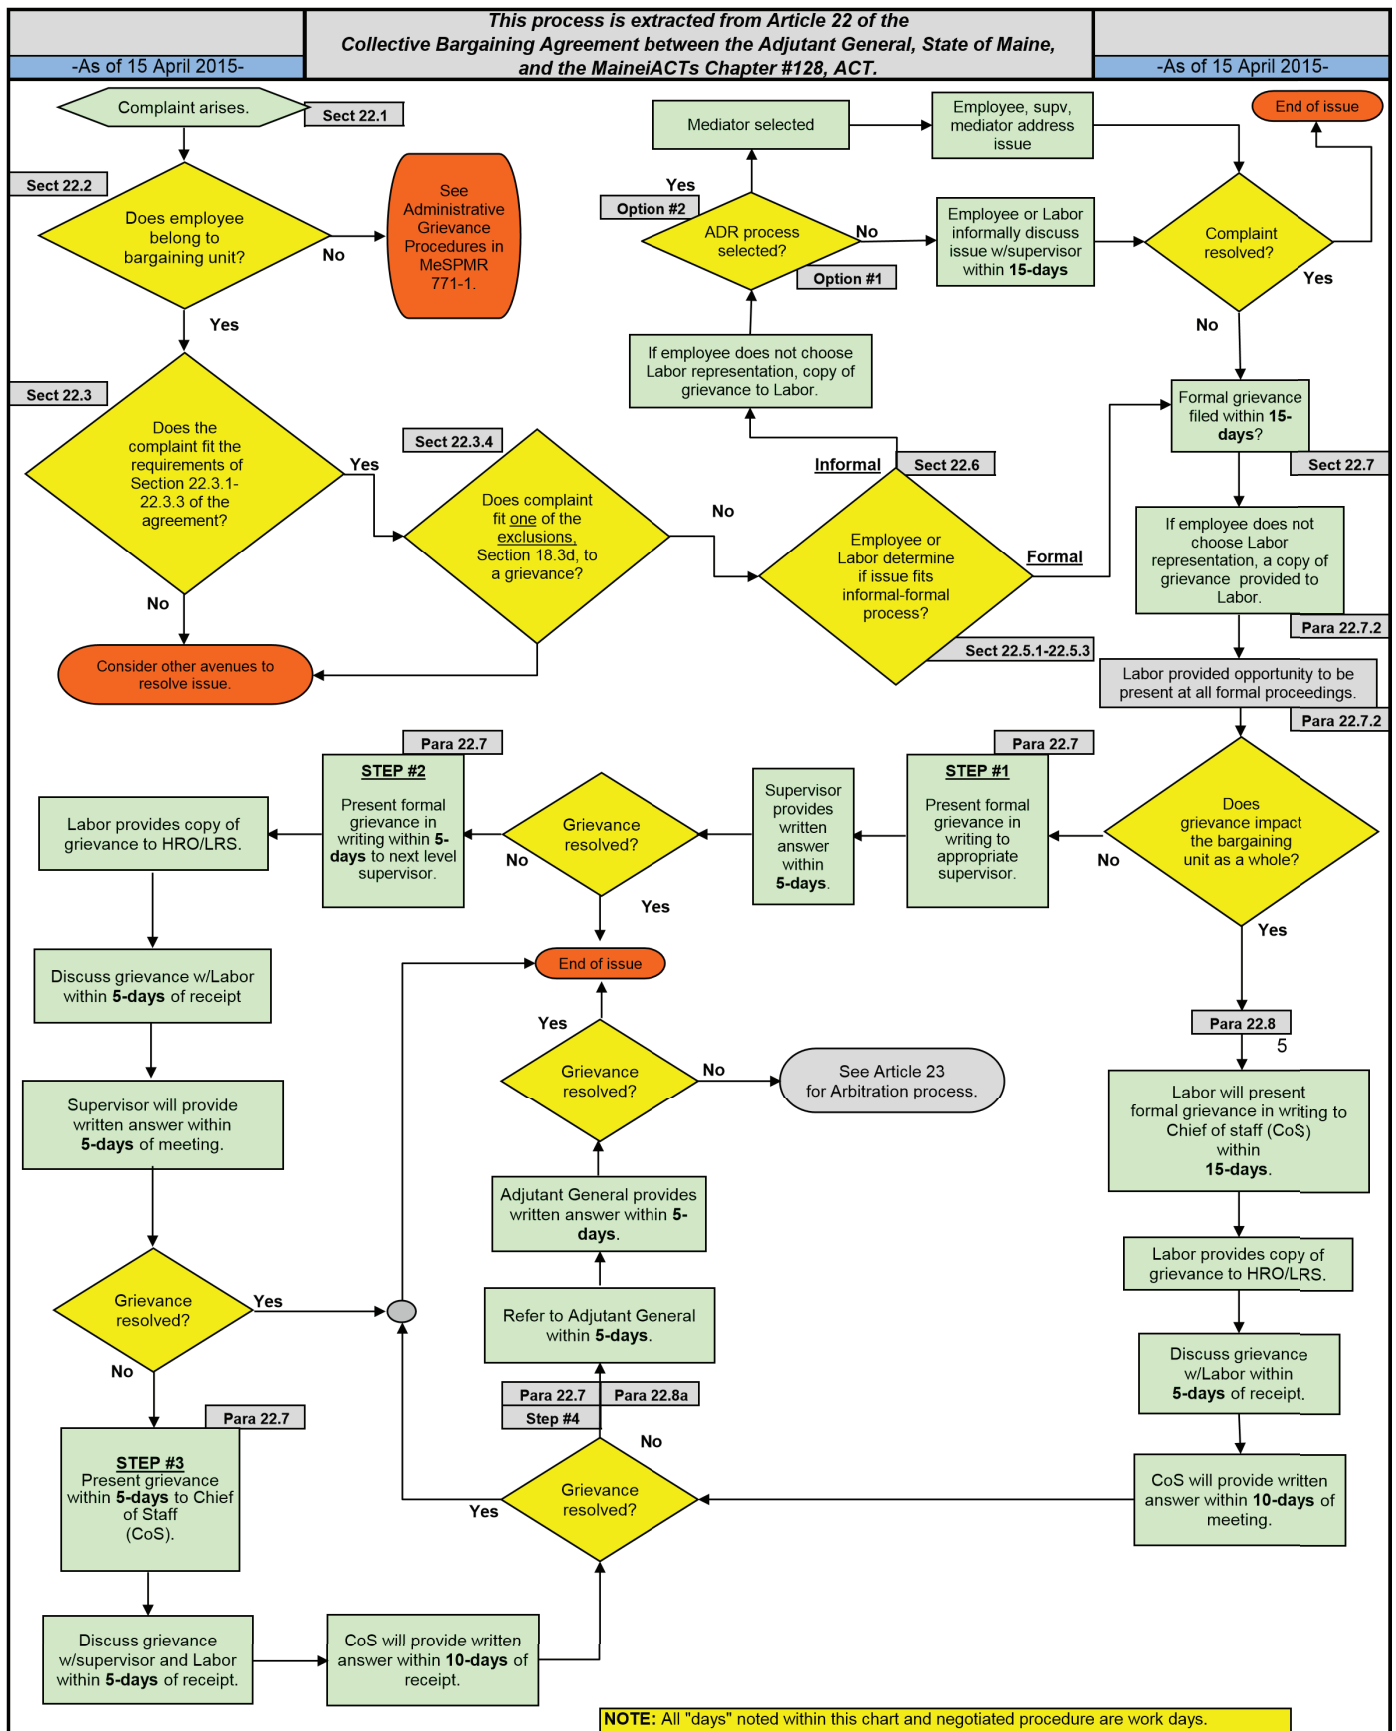 This process is extracted from Article 22 of the
Collective Bargaining Agreement between the Adjutant General, State of Maine,
and the MaineiACTs Chapter #128, ACT.
-As of 15 April 2015-
-As of 15 April 2015-
Complaint arises.
Sect 22.1
Sect 22.2
Does employee
belong to
bargaining unit?
No
See
Administrative
Grievance
Procedures in
MeSPMR
771-1.
Yes
Sect 22.3
Does the
complaint fit the
requirements of
Section 22.3.1-
22.3.3 of the
agreement?
Yes
No
Consider other avenues to
resolve issue.
Sect 22.3.4
Does complaint
fit one of the
exclusions,
Section 18.3d, to
a grievance?
No
Informal
Sect 22.6
Employee or
Labor determine
if issue fits
informal-formal
process?
Formal
Sect 22.5.1-22.5.3
If employee does not choose
Labor representation, copy of
grievance to Labor.
ADR process
selected?
Yes
Option #2
No
Option #1
Mediator selected
Employee, supv,
mediator address
issue
Employee or Labor
informally discuss
issue w/supervisor
within 15-days
End of issue
Complaint
resolved?
Yes
No
Formal grievance
filed within 15-
days?
Sect 22.7
If employee does not
choose Labor
representation, a copy of
grievance provided to
Labor.
Para 22.7.2
Labor provided opportunity to be
present at all formal proceedings.
Para 22.7.2
Does
grievance impact
the bargaining
unit as a whole?
No
Yes
Para 22.7
STEP #1
Present formal
grievance in
writing to
appropriate
supervisor.
Supervisor
provides
written
answer
within
5-days.
Grievance
resolved?
No
Yes
Para 22.7
STEP #2
Present formal
grievance in
writing within 5-
days to next level
supervisor.
Labor provides copy of
grievance to HRO/LRS.
Discuss grievance w/Labor
within 5-days of receipt
Supervisor will provide
written answer within
5-days of meeting.
Grievance
resolved?
Yes
No
Para 22.7
STEP #3
Present grievance
within 5-days to Chief
of Staff
(CoS).
Discuss grievance
w/supervisor and Labor
within 5-days of receipt.
CoS will provide written
answer within 10-days of
receipt.
End of issue
Yes
Grievance
resolved?
No
See Article 23
for Arbitration process.
Adjutant General provides
written answer within 5-
days.
Refer to Adjutant General
within 5-days.
Para 22.7
Para 22.8a
Step #4
No
Grievance
resolved?
Yes
Para 22.8
5
Labor will present
formal grievance in writing to
Chief of staff (CoS)
within
15-days.
Labor provides copy of
grievance to HRO/LRS.
Discuss grievance
w/Labor within
5-days of receipt.
CoS will provide written
answer within 10-days of
meeting.
NOTE: All "days" noted within this chart and negotiated procedure are work days.